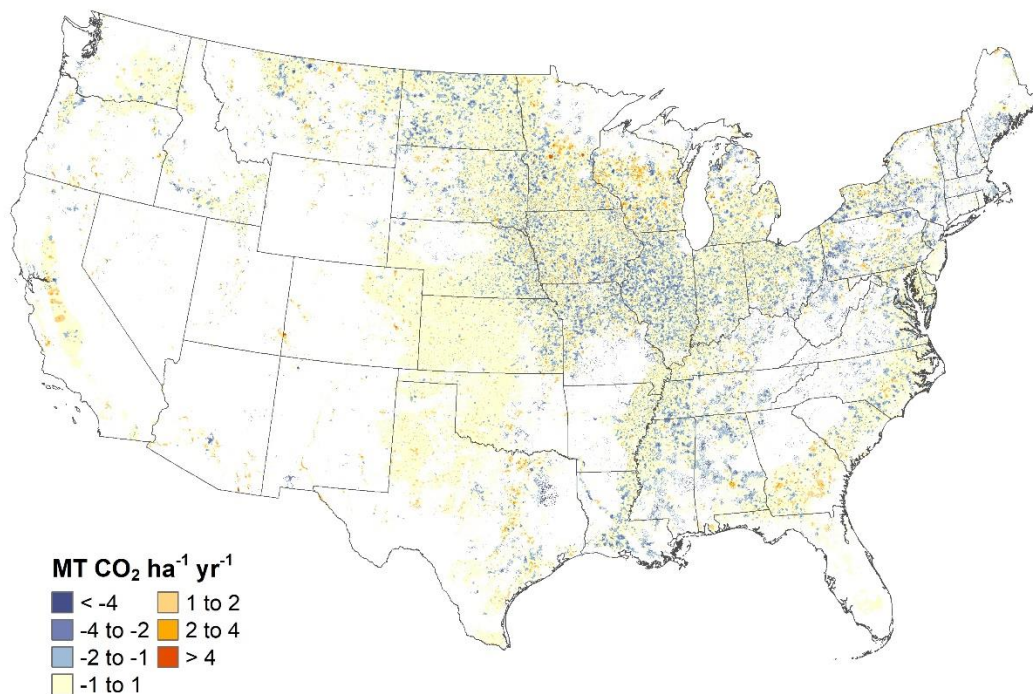 MT CO₂ ha⁻¹ yr⁻¹
< -4 1 to 2
-4 to -2 2 to 4
-2 to -1 > 4
-1 to 1